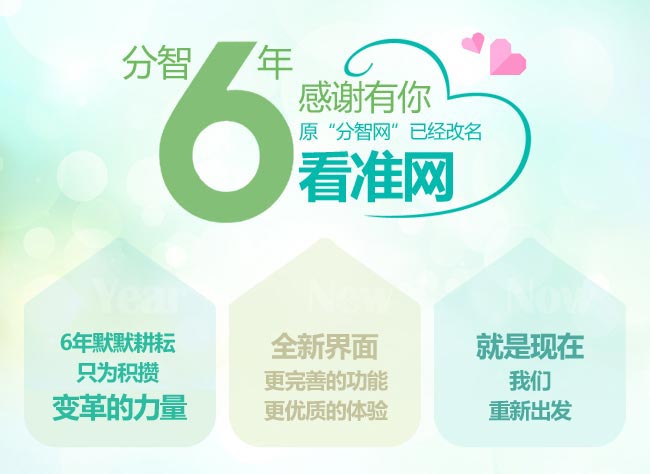 分智6年
感谢有你
原“分智网”已经改名
看准网
Year
New
Now
6年默默耕耘
只为积攒
变革的力量
全新界面
更完善的功能
更优质的体验
就是现在
我们
重新出发